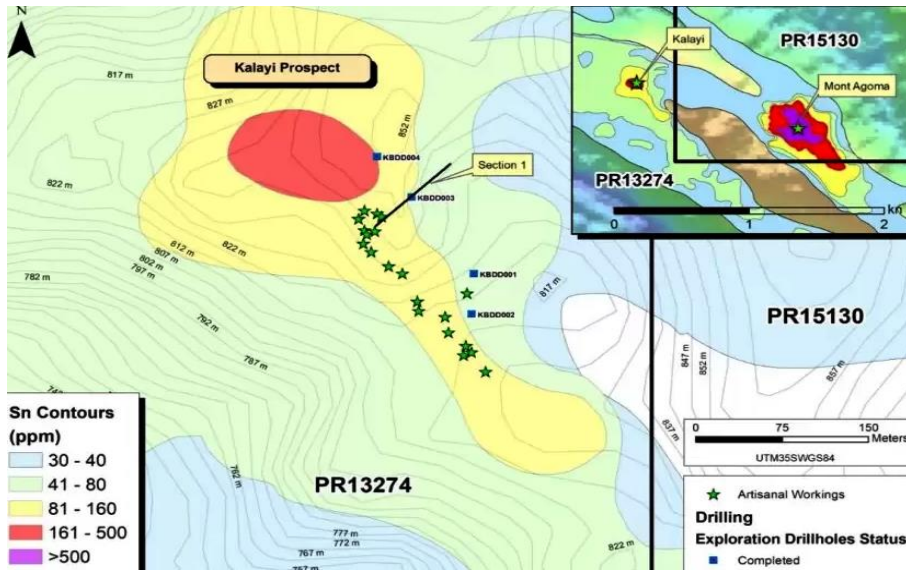 N
817 m
Kalayi Prospect
827 m
852 m
KBDD004
Section 1
KBDD003
822 m
812 m
807 m
802 m
797 m
822 m
782 m
KBDD001
817 m
KBDD002
792 m
787 m
847 m
852 m
857 m
837 m
762 m
777 m
772 m
767 m
757 m
822 m
PR13274
PR15130
PR15130
Kalayi
Mont Agoma
PR13274
0 1 2
km
0 75 150
Meters
UTM35SWGS84
Artisanal Workings
Drilling
Exploration Drillholes Status
Completed
Sn Contours
(ppm)
30 - 40
41 - 80
81 - 160
161 - 500
>500